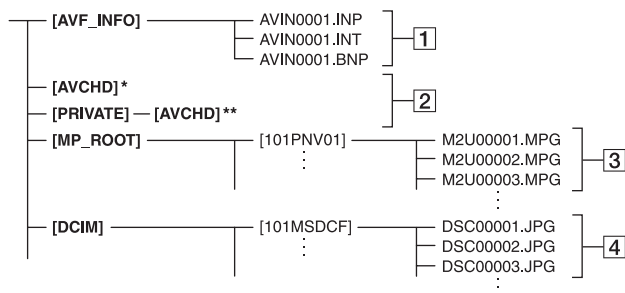 [AVF_INFO] AVIN0001.INP
AVIN0001.INT 1
AVIN0001.BNP
[AVCHD]*
2
[PRIVATE] [AVCHD]**
[MP_ROOT] [101PNV01] M2U00001.MPG
M2U00002.MPG 3
M2U00003.MPG
[DCIM] [101MSDCF] DSC00001.JPG
DSC00002.JPG 4
DSC00003.JPG